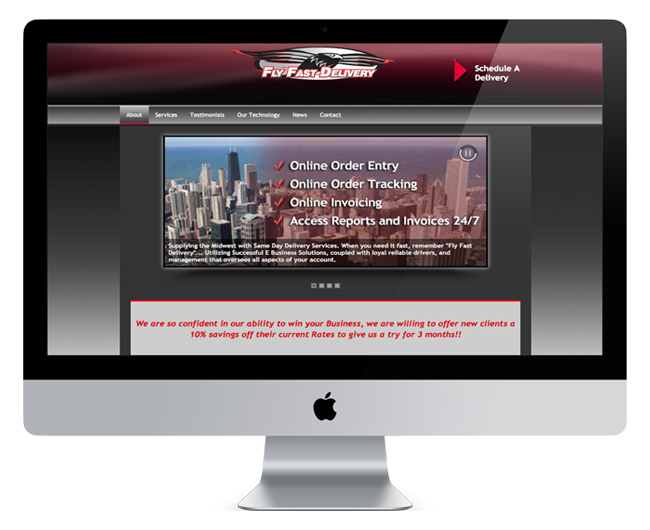 FLY-FAST-DELIVERY
Schedule A
Delivery
About Services Testimonials Our Technology News Contact
Online Order Entry
Online Order Tracking
Online Invoicing
Access Reports and Invoices 24/7
Supplying the Midwest with Same Day Delivery Services. When you need it fast, remember "Fly Fast
Delivery"... Utilizing Successful E Business Solutions, coupled with loyal reliable drivers, and
management that oversees all aspects of your account.
We are so confident in our ability to win your Business, we are willing to offer new clients a
10% savings off their current Rates to give us a try for 3 months!!